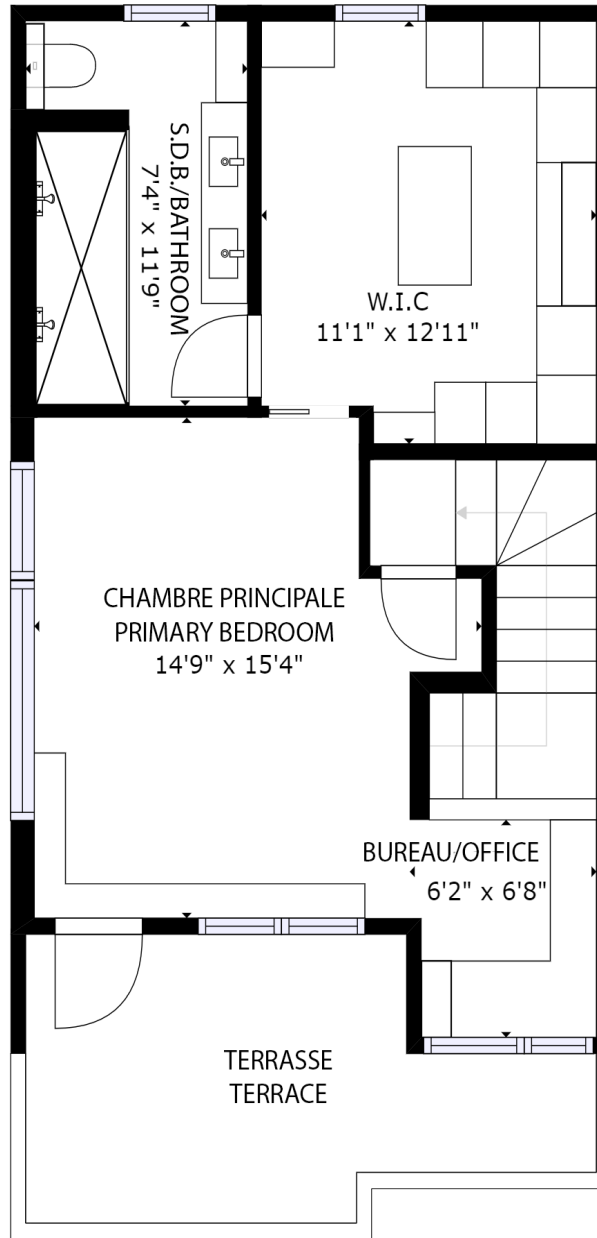 S.D.B./BATHROOM
7'4" x 11'9"
W.I.C
11'1" x 12'11"
CHAMBRE PRINCIPALE
PRIMARY BEDROOM
14'9" x 15'4"
BUREAU/OFFICE
6'2" x 6'8"
TERRASSE
TERRACE